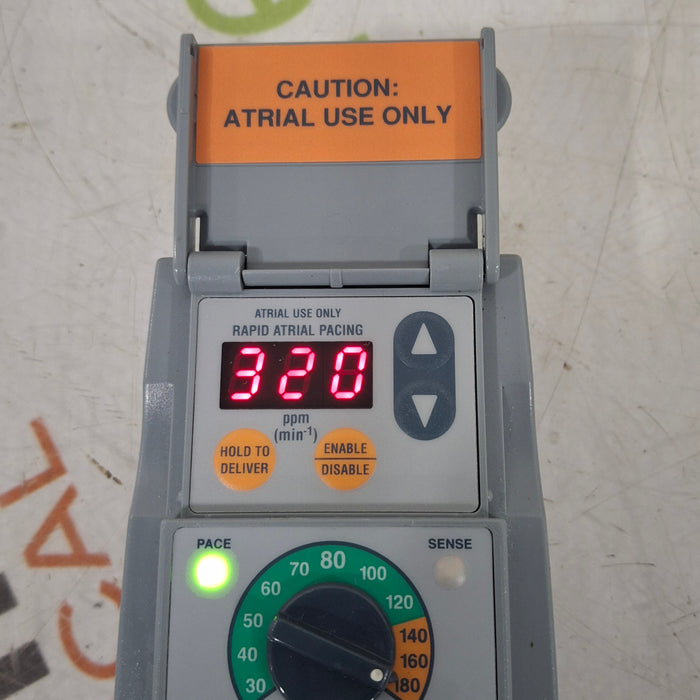 CAUTION:
ATRIAL USE ONLY
ATRIAL USE ONLY
RAPID ATRIAL PACING
320
ppm
(min⁻¹)
HOLD TO
DELIVER
ENABLE
DISABLE
PACE
SENSE
30
40
50
60
70
80
100
120
140
160
180
CAL